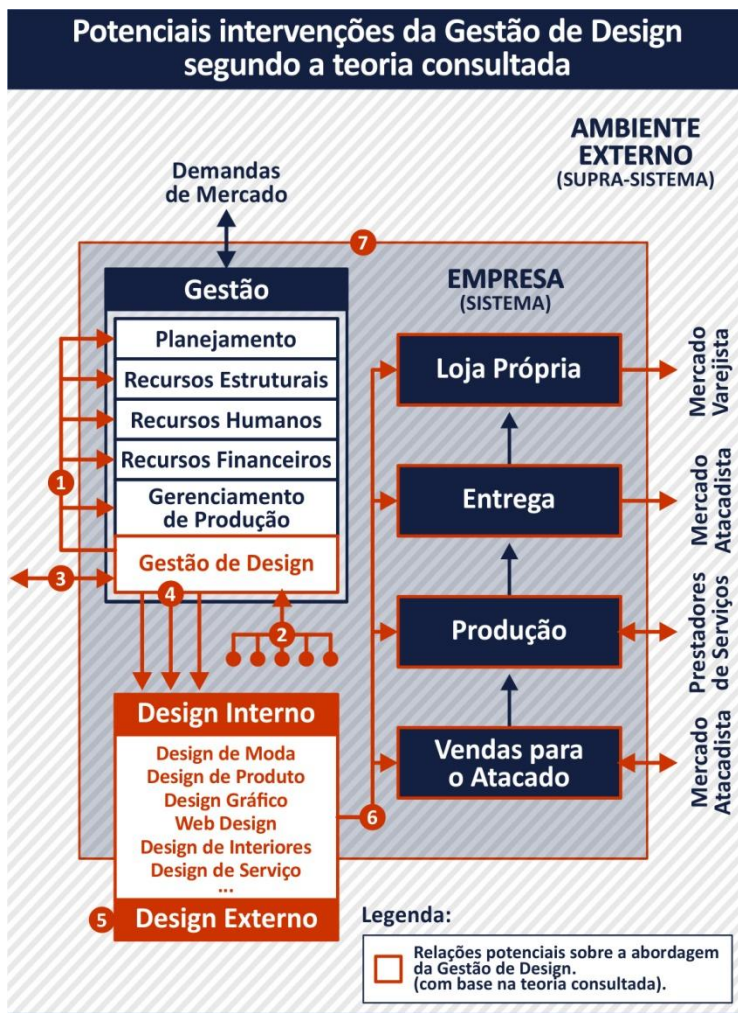 Potenciais intervenções da Gestão de Design
segundo a teoria consultada
AMBIENTE
EXTERNO
(SUPRA-SISTEMA)
Demandas
de Mercado
7
Gestão
Planejamento
Recursos Estruturais
Recursos Humanos
Recursos Financeiros
Gerenciamento
de Produção
Gestão de Design
1
3
4
2
EMPRESA
(SISTEMA)
Loja Própria
Entrega
Produção
Vendas para
o Atacado
Mercado
Varejista
Mercado
Atacadista
Prestadores
de Serviços
Mercado
Atacadista
Design Interno
Design de Moda
Design de Produto
Design Gráfico
Web Design
Design de Interiores
Design de Serviço
...
Design Externo
6
5
Legenda:
Relações potenciais sobre a abordagem
da Gestão de Design.
(com base na teoria consultada).